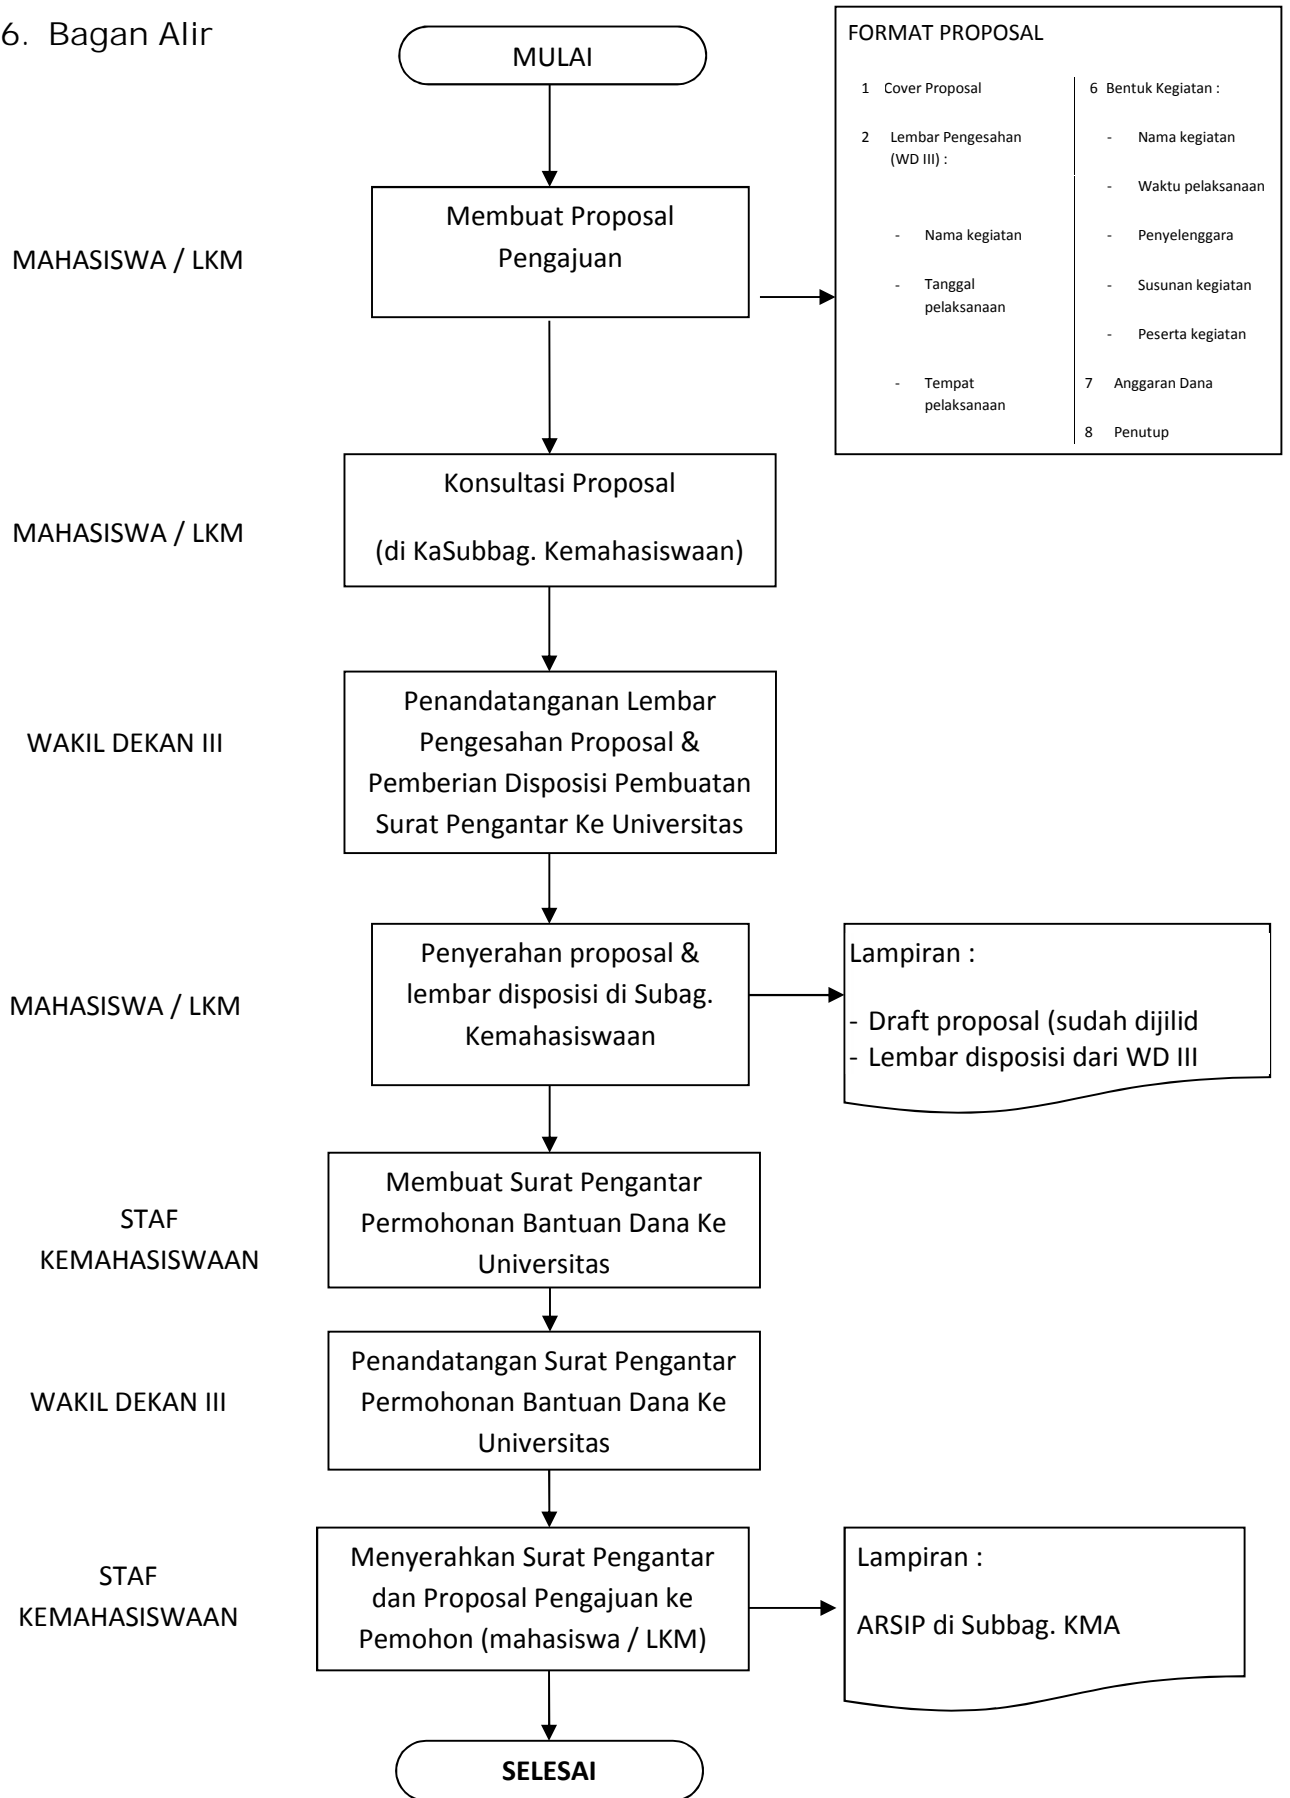 6. Bagan Alir
MULAI
FORMAT PROPOSAL
1 Cover Proposal
2 Lembar Pengesahan
(WD III) :
- Nama kegiatan
- Tanggal
pelaksanaan
- Tempat
pelaksanaan
6 Bentuk Kegiatan :
- Nama kegiatan
- Waktu pelaksanaan
- Penyelenggara
- Susunan kegiatan
- Peserta kegiatan
7 Anggaran Dana
8 Penutup
MAHASISWA / LKM
Membuat Proposal
Pengajuan
MAHASISWA / LKM
Konsultasi Proposal
(di KaSubbag. Kemahasiswaan)
WAKIL DEKAN III
Penandatanganan Lembar
Pengesahan Proposal &
Pemberian Disposisi Pembuatan
Surat Pengantar Ke Universitas
MAHASISWA / LKM
Penyerahan proposal &
lembar disposisi di Subag.
Kemahasiswaan
Lampiran :
- Draft proposal (sudah dijilid
- Lembar disposisi dari WD III
STAF
KEMAHASISWAAN
Membuat Surat Pengantar
Permohonan Bantuan Dana Ke
Universitas
WAKIL DEKAN III
Penandatangan Surat Pengantar
Permohonan Bantuan Dana Ke
Universitas
STAF
KEMAHASISWAAN
Menyerahkan Surat Pengantar
dan Proposal Pengajuan ke
Pemohon (mahasiswa / LKM)
Lampiran :
ARSIP di Subbag. KMA
SELESAI